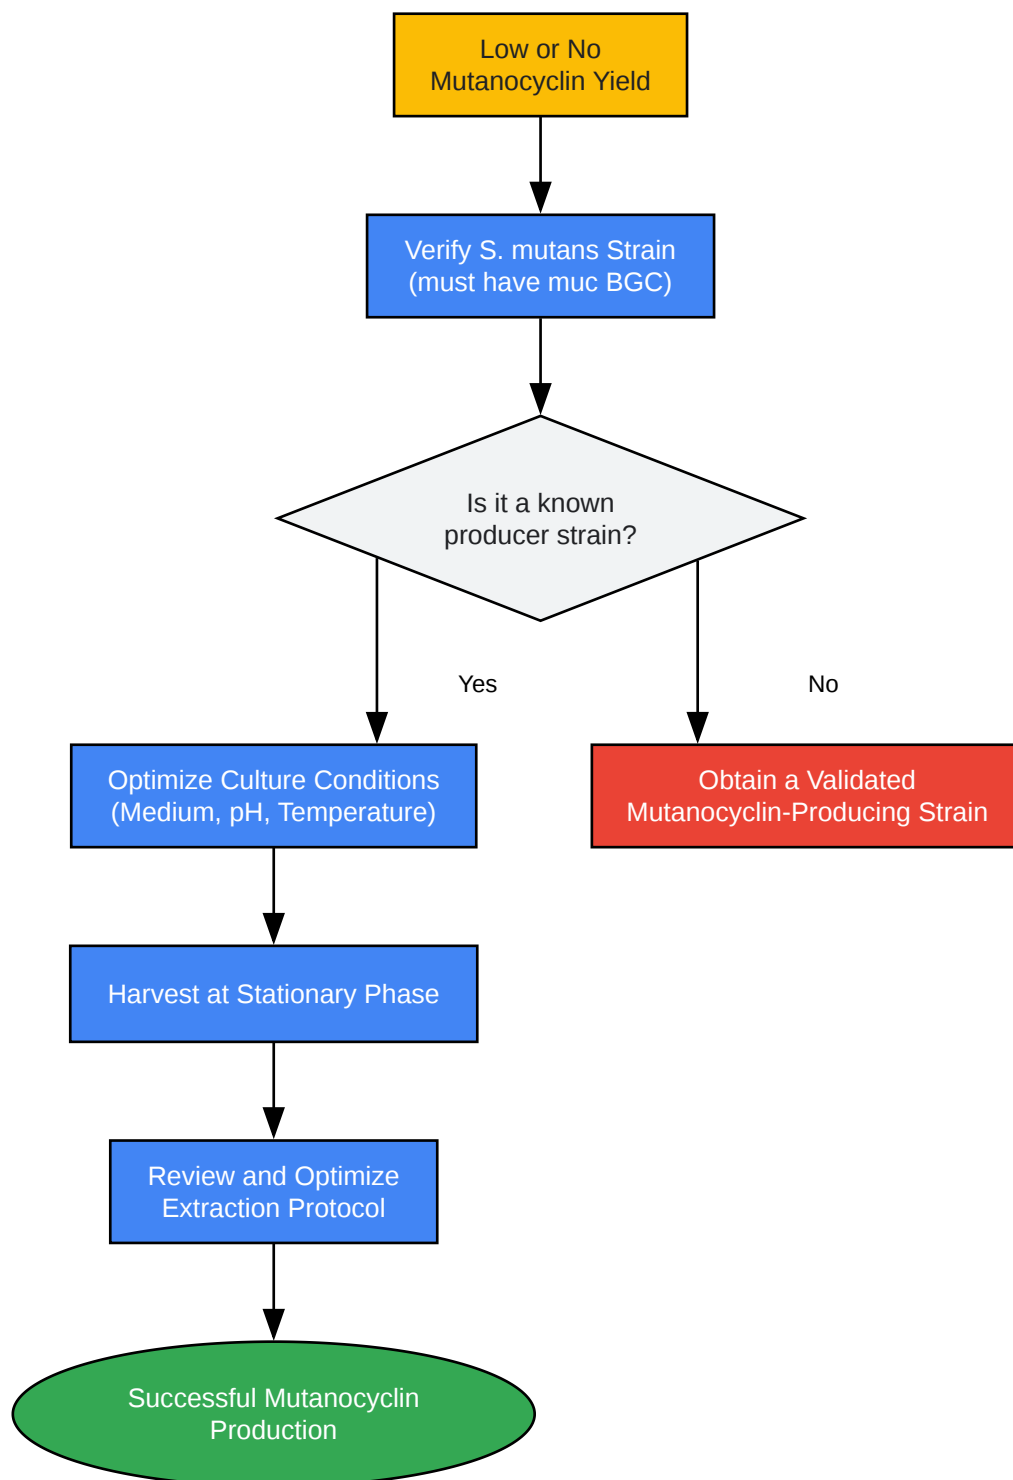 Low or No
Mutanocyclin Yield
Verify S. mutans Strain
(must have muc BGC)
Is it a known
producer strain?
Yes
No
Optimize Culture Conditions
(Medium, pH, Temperature)
Obtain a Validated
Mutanocyclin-Producing Strain
Harvest at Stationary Phase
Review and Optimize
Extraction Protocol
Successful Mutanocyclin
Production